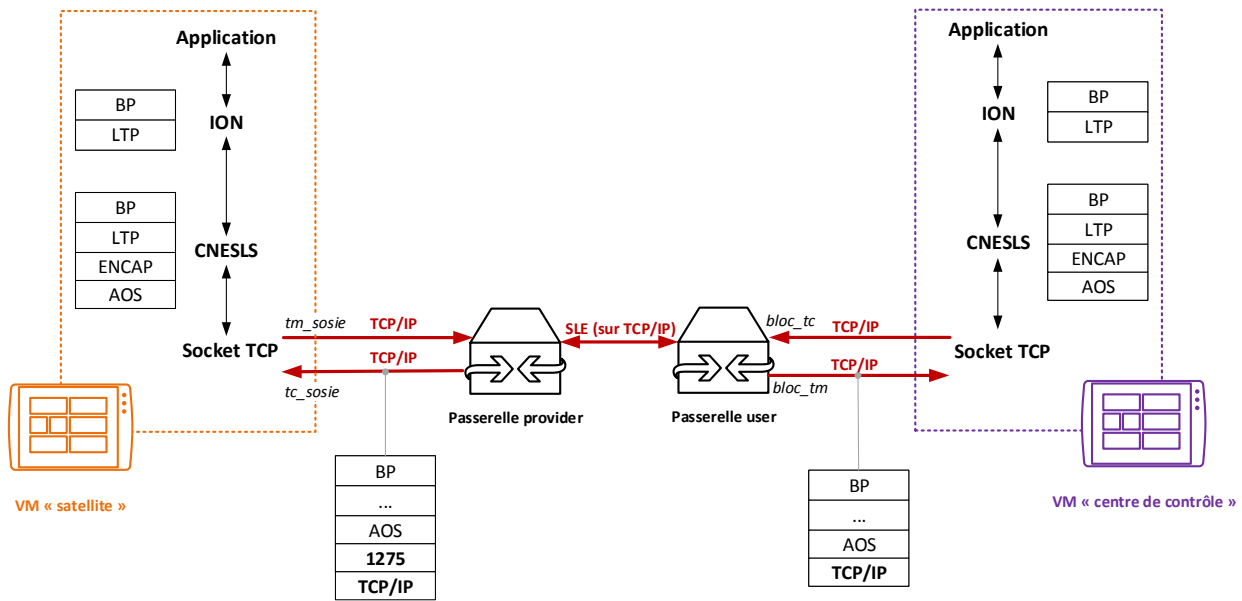 Application
BP
LTP
ION
BP
LTP
ENCAP
AOS
CNESLS
Socket TCP
tm_sosie
TCP/IP
TCP/IP
tc_sosie
VM « satellite »
SLE (sur TCP/IP)
Passerelle provider
Passerelle user
BP
...
AOS
1275
TCP/IP
bloc_tc
TCP/IP
TCP/IP
bloc_tm
BP
...
AOS
TCP/IP
Application
ION
BP
LTP
CNESLS
BP
LTP
ENCAP
AOS
Socket TCP
VM « centre de contrôle »